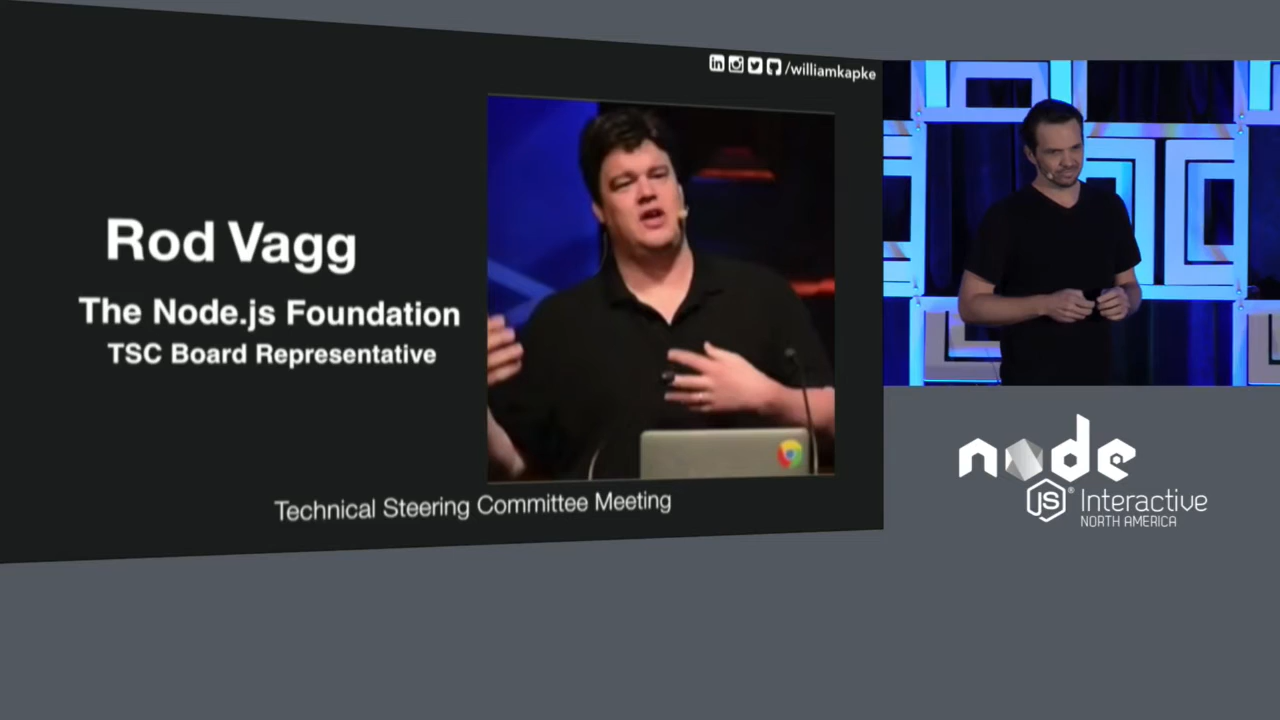 /williamkapke
Rod Vagg
The Node.js Foundation
TSC Board Representative
Technical Steering Committee Meeting
node
JS® Interactive
NORTH AMERICA